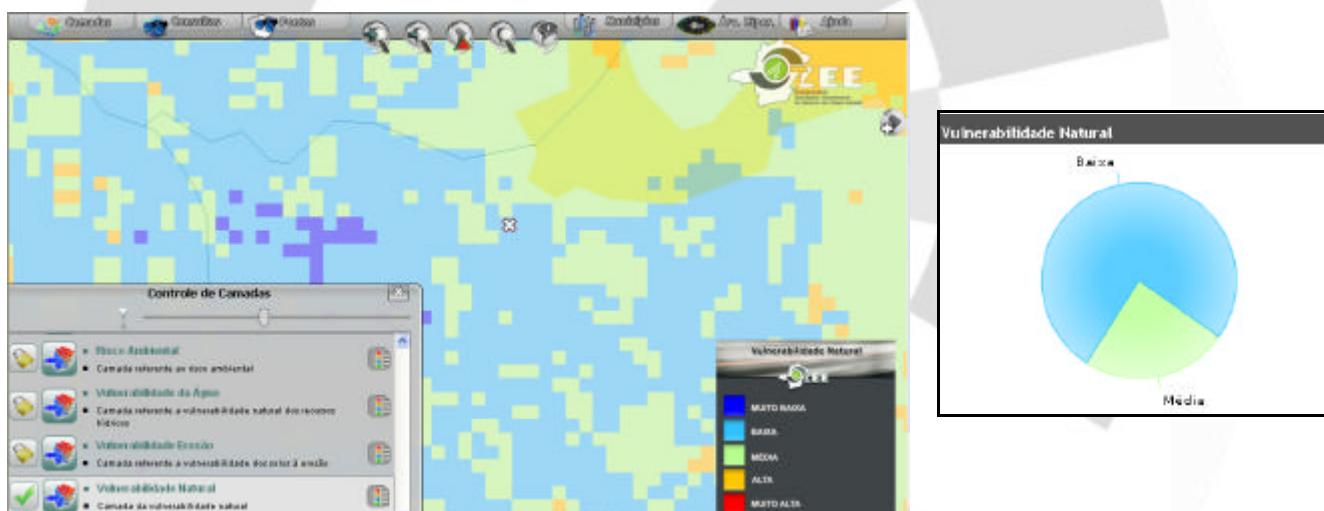 Camadas
Consultas
Pontos
Municípios
Ajuda
ZEE
Controle de Camadas
Risco Ambiental
Camada referente ao risco ambiental
Vulnerabilidade da Água
Camada referente a vulnerabilidade natural dos recursos
hídricos
Vulnerabilidade Erosão
Camada referente a vulnerabilidade dos solos à erosão
Vulnerabilidade Natural
Camada da vulnerabilidade natural
Vulnerabilidade Natural
ZEE
MUITO BAIXA
BAIXA
MÉDIA
ALTA
MUITO ALTA
Vulnerabilidade Natural
Baixa
Média